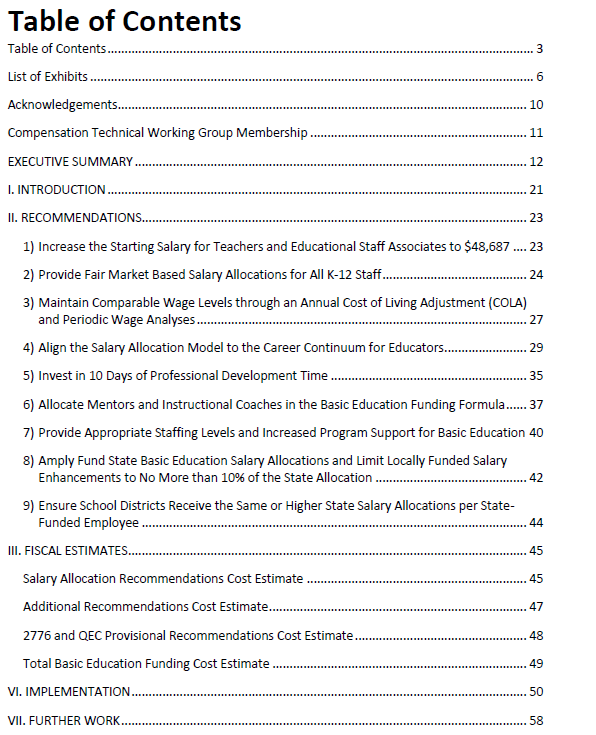 Table of Contents
Table of Contents.......... 3
List of Exhibits.......... 6
Acknowledgements.......... 10
Compensation Technical Working Group Membership.......... 11
EXECUTIVE SUMMARY.......... 12
I. INTRODUCTION.......... 21
II. RECOMMENDATIONS.......... 23
1) Increase the Starting Salary for Teachers and Educational Staff Associates to $48,687 .... 23
2) Provide Fair Market Based Salary Allocations for All K-12 Staff.......... 24
3) Maintain Comparable Wage Levels through an Annual Cost of Living Adjustment (COLA)
and Periodic Wage Analyses.......... 27
4) Align the Salary Allocation Model to the Career Continuum for Educators.......... 29
5) Invest in 10 Days of Professional Development Time.......... 35
6) Allocate Mentors and Instructional Coaches in the Basic Education Funding Formula...... 37
7) Provide Appropriate Staffing Levels and Increased Program Support for Basic Education 40
8) Amply Fund State Basic Education Salary Allocations and Limit Locally Funded Salary
Enhancements to No More than 10% of the State Allocation.......... 42
9) Ensure School Districts Receive the Same or Higher State Salary Allocations per State-
Funded Employee.......... 44
III. FISCAL ESTIMATES.......... 45
Salary Allocation Recommendations Cost Estimate.......... 45
Additional Recommendations Cost Estimate.......... 47
2776 and QEC Provisional Recommendations Cost Estimate.......... 48
Total Basic Education Funding Cost Estimate.......... 49
VI. IMPLEMENTATION.......... 50
VII. FURTHER WORK.......... 58